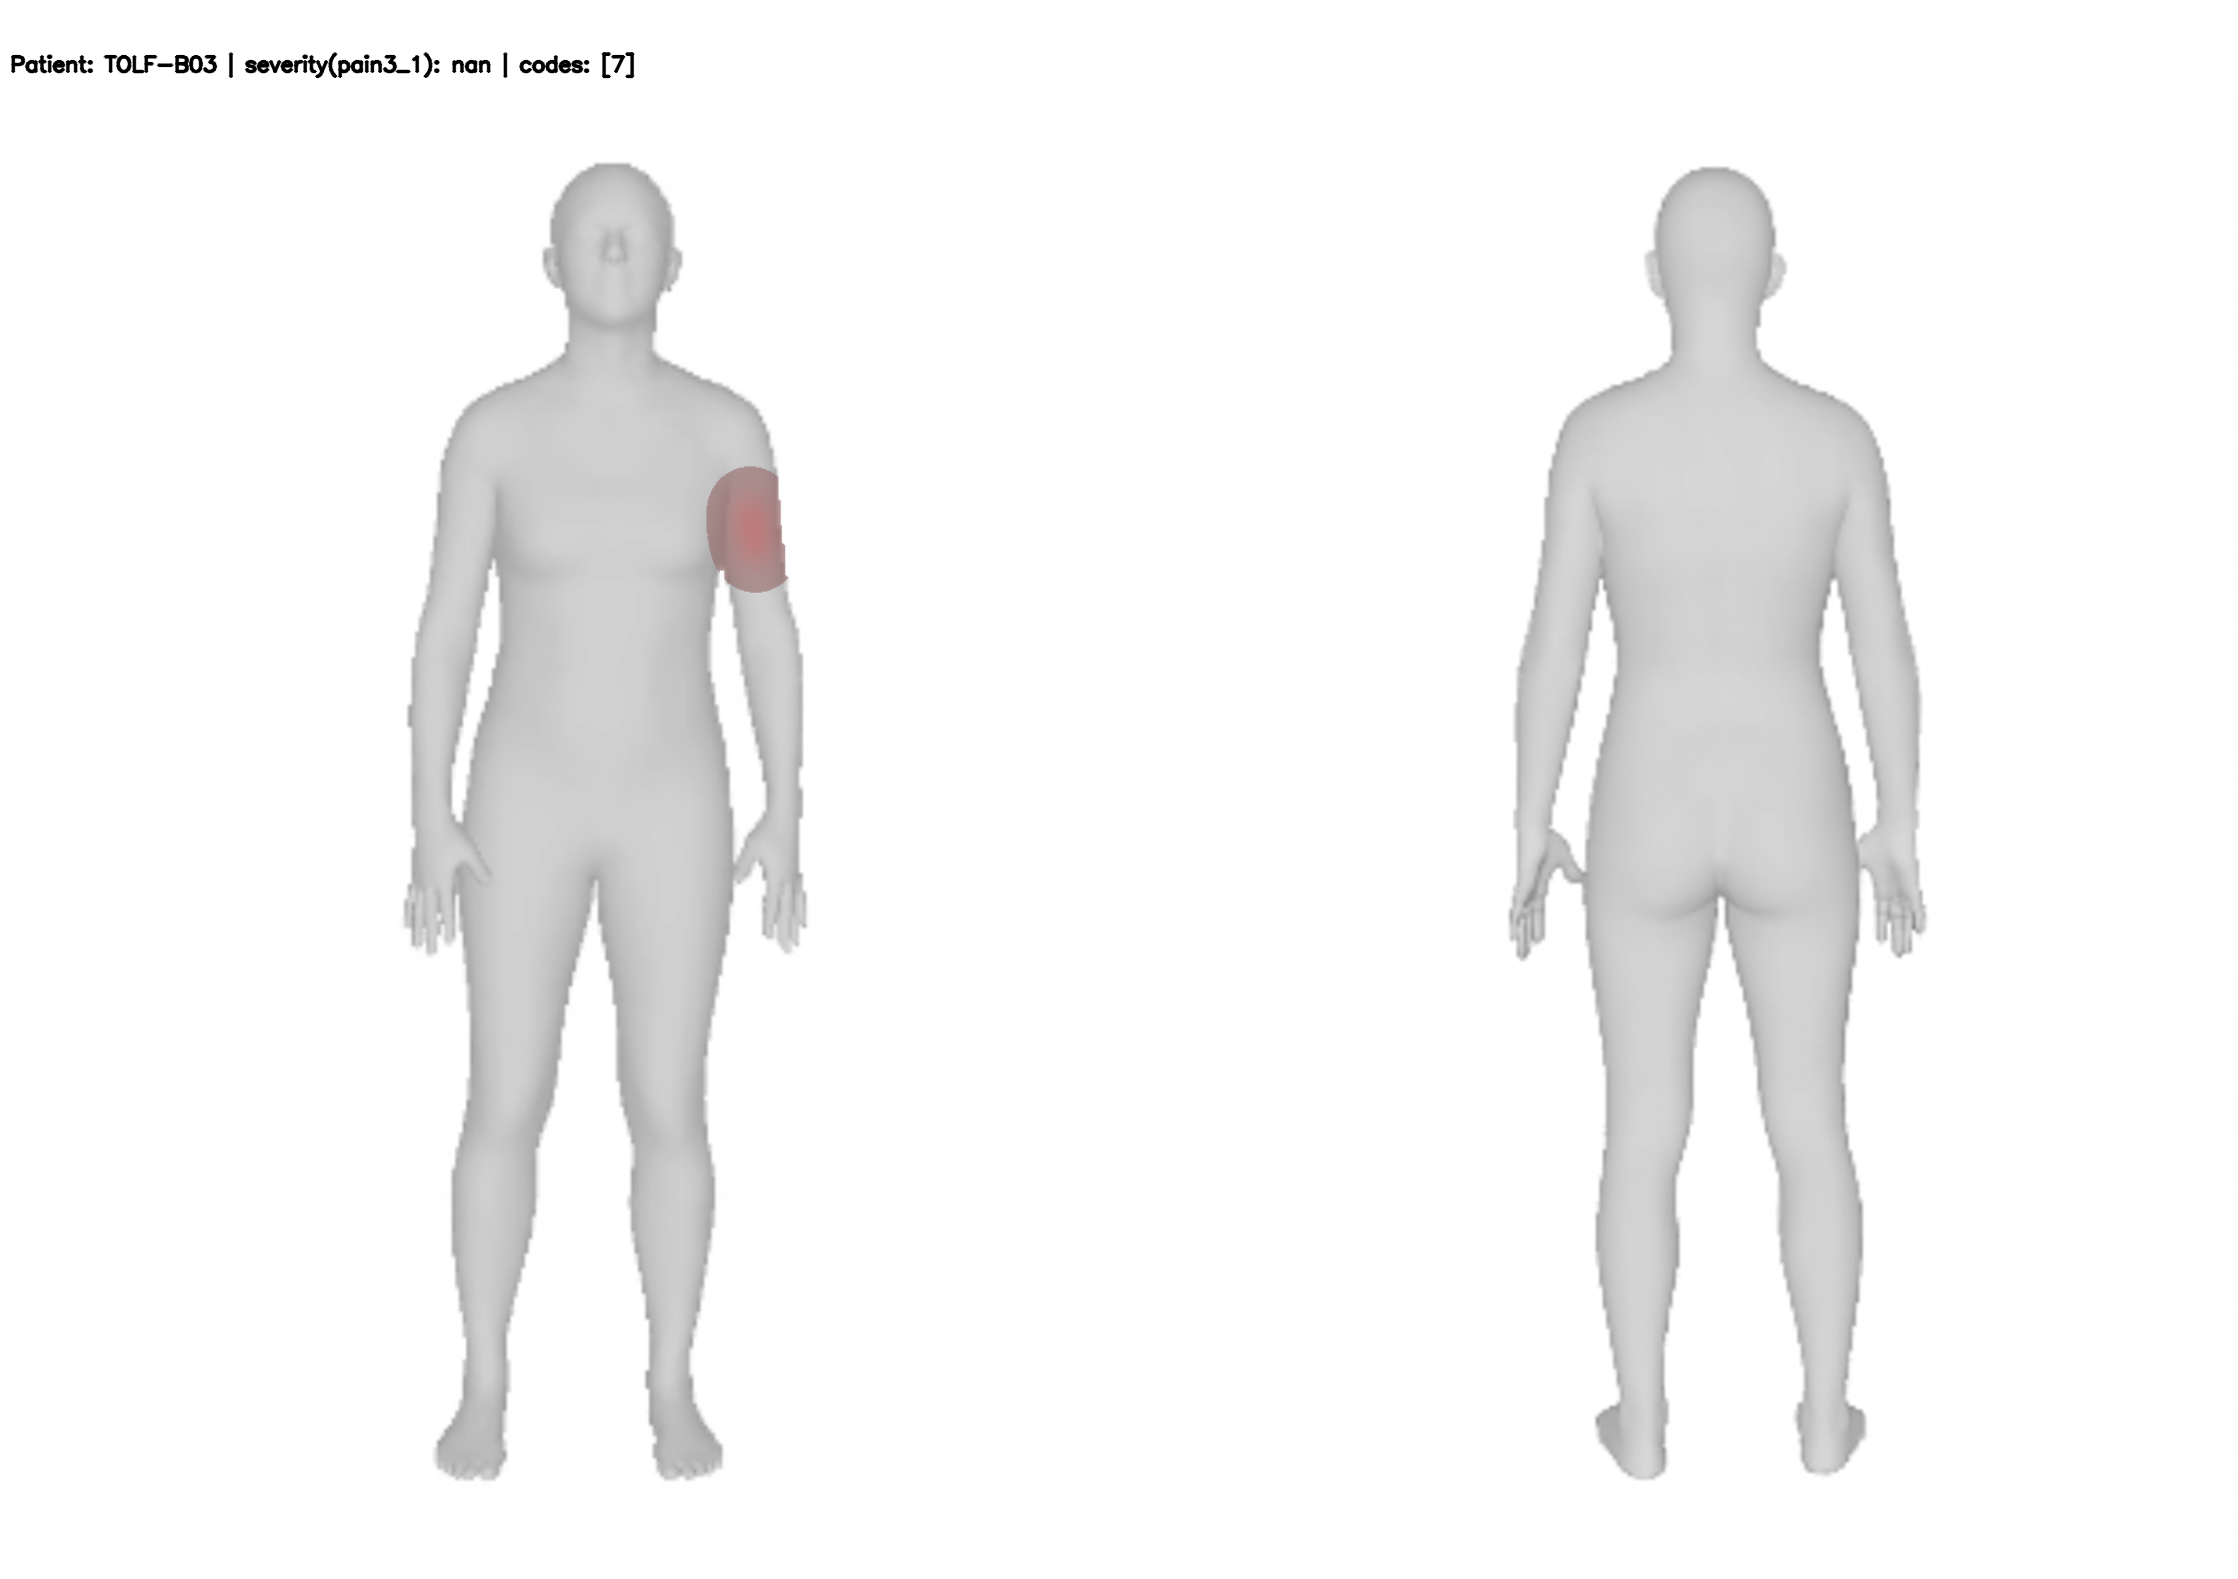 Patient: TOLF-B03 | severity(pain3_1): nan | codes: [7]